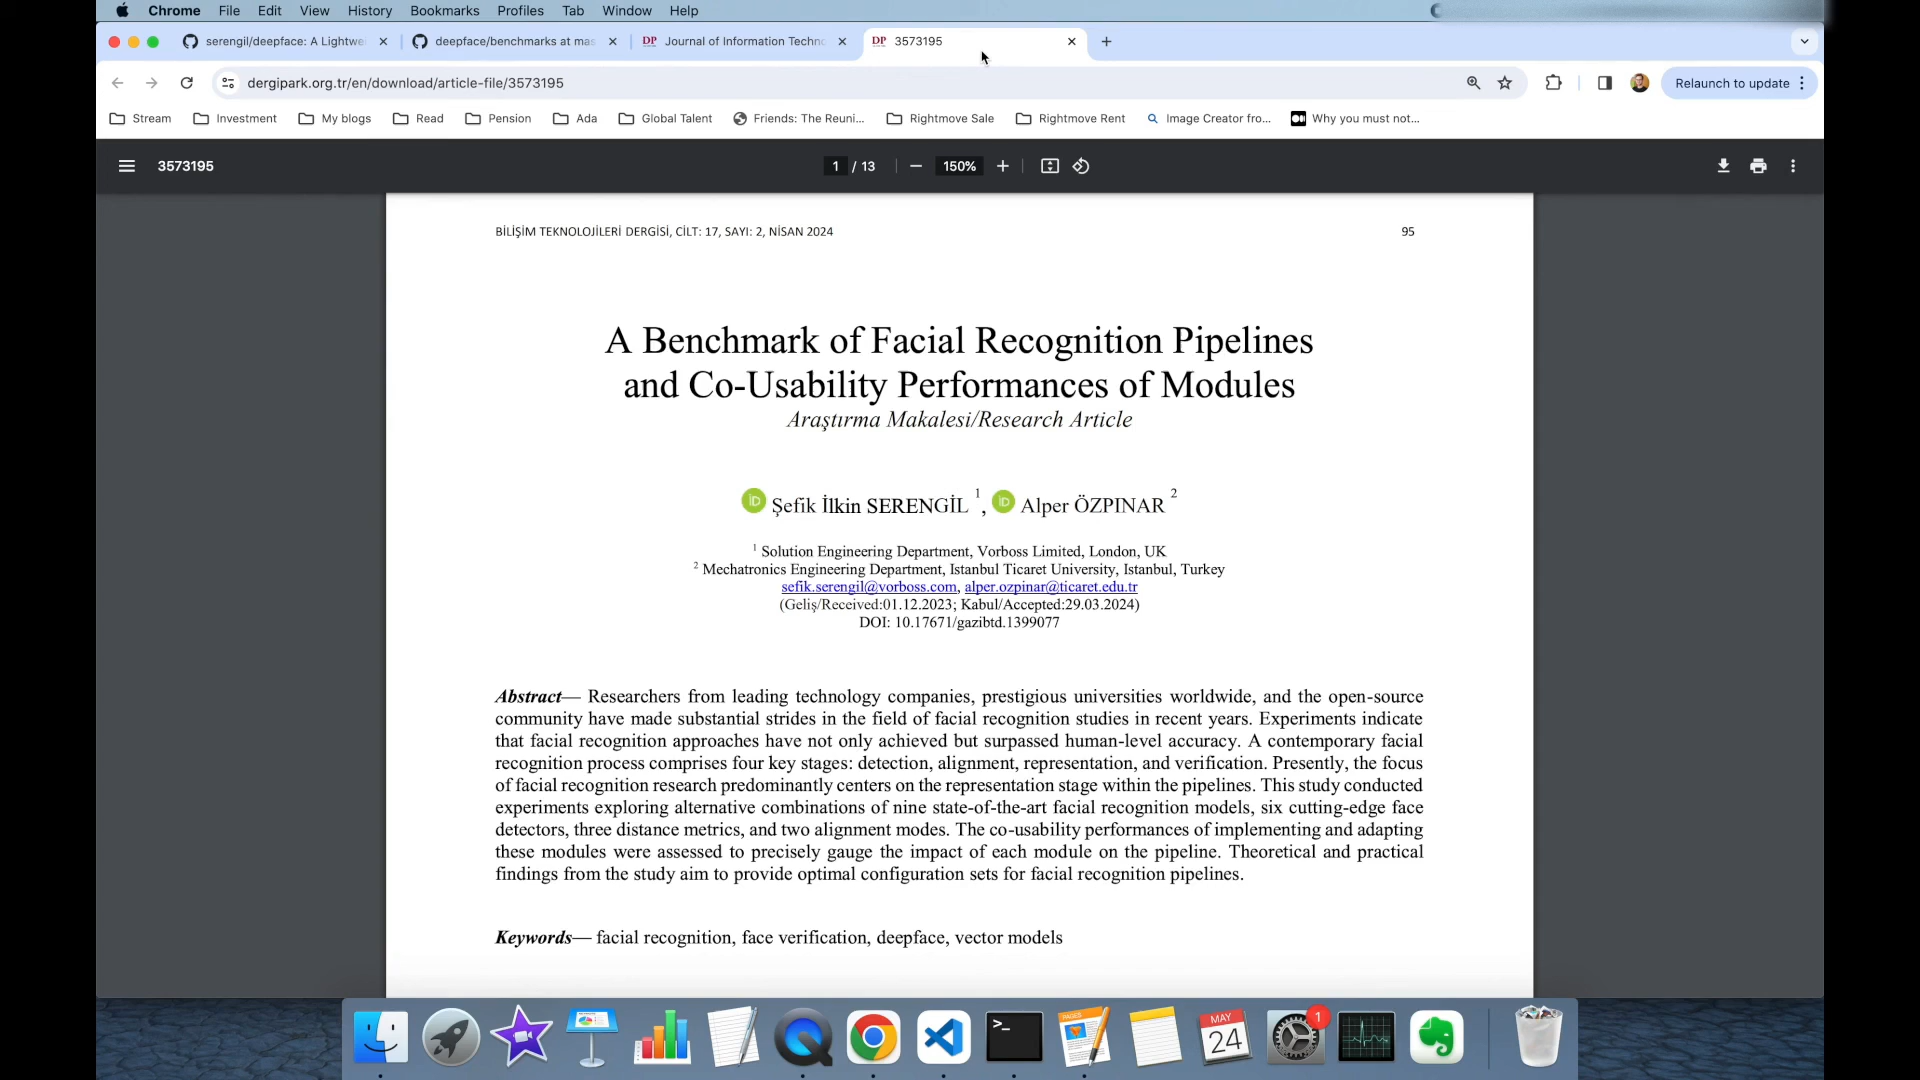 Chrome File Edit View History Bookmarks Profiles Tab Window Help
serengil/deepface: A Lightwe deepface/benchmarks at mas DP Journal of Information Techno DP 3573195
dergipark.org.tr/en/download/article-file/3573195 Relaunch to update
Stream Investment My blogs Read Pension Ada Global Talent Friends: The Reuni... Rightmove Sale Rightmove Rent Image Creator fro... Why you must not...
3573195 1 / 13 150%
BİLİŞİM TEKNOLOJİLERİ DERGİSİ, CİLT: 17, SAYI: 2, NİSAN 2024 95
A Benchmark of Facial Recognition Pipelines
and Co-Usability Performances of Modules
Araştırma Makalesi/Research Article
iD Şefik İlkin SERENGİL 1, iD Alper ÖZPINAR 2
1 Solution Engineering Department, Vorboss Limited, London, UK
2 Mechatronics Engineering Department, Istanbul Ticaret University, Istanbul, Turkey
sefik.serengil@vorboss.com, alper.ozpinar@ticaret.edu.tr
(Geliş/Received:01.12.2023; Kabul/Accepted:29.03.2024)
DOI: 10.17671/gazibtd.1399077
Abstract— Researchers from leading technology companies, prestigious universities worldwide, and the open-source
community have made substantial strides in the field of facial recognition studies in recent years. Experiments indicate
that facial recognition approaches have not only achieved but surpassed human-level accuracy. A contemporary facial
recognition process comprises four key stages: detection, alignment, representation, and verification. Presently, the focus
of facial recognition research predominantly centers on the representation stage within the pipelines. This study conducted
experiments exploring alternative combinations of nine state-of-the-art facial recognition models, six cutting-edge face
detectors, three distance metrics, and two alignment modes. The co-usability performances of implementing and adapting
these modules were assessed to precisely gauge the impact of each module on the pipeline. Theoretical and practical
findings from the study aim to provide optimal configuration sets for facial recognition pipelines.
Keywords— facial recognition, face verification, deepface, vector models
>_ PAGES MAY 1
24